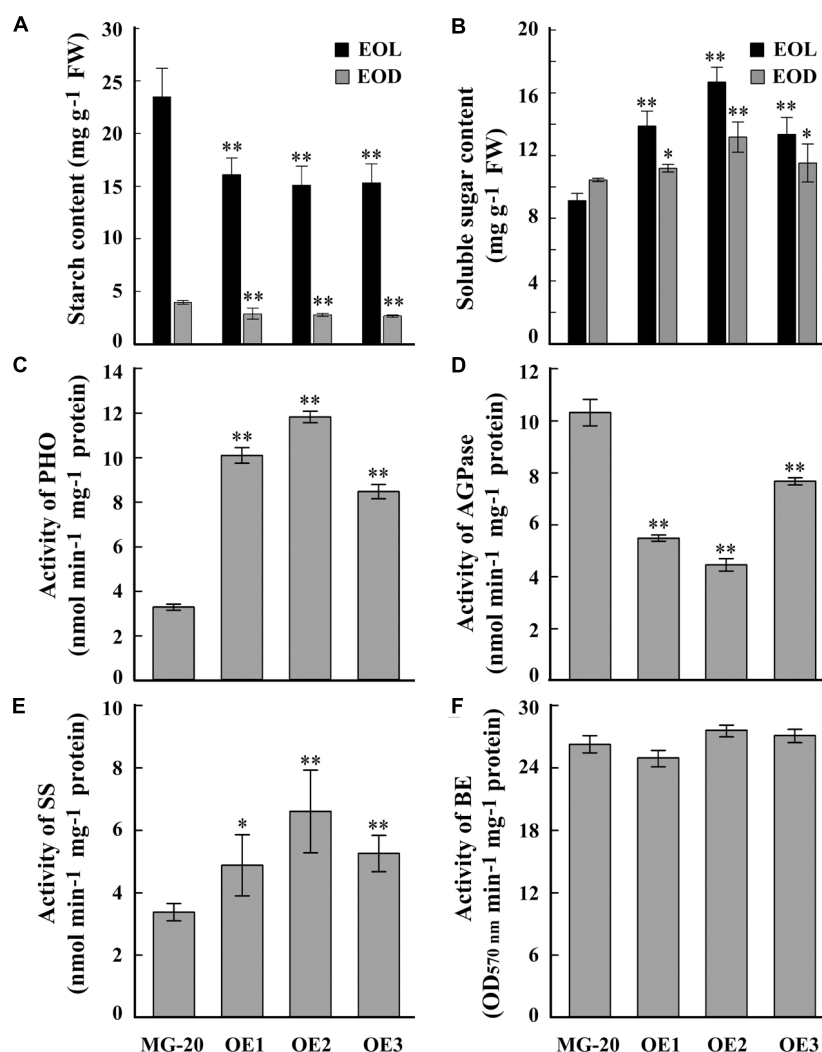 A
Starch content (mg g-1 FW)
30
25
20
15
10
5
0
EOL
EOD
**
**
**
**
**
**
B
Soluble sugar content
(mg g-1 FW)
20
16
12
8
4
0
EOL
EOD
**
*
**
**
**
*
C
Activity of PHO
(nmol min-1 mg-1 protein)
14
12
10
8
6
4
2
0
**
**
**
D
Activity of AGPase
(nmol min-1 mg-1 protein)
12
10
8
6
4
2
0
**
**
**
E
Activity of SS
(nmol min-1 mg-1 protein)
10
8
6
4
2
0
*
**
**
MG-20 OE1 OE2 OE3
F
Activity of BE
(OD570 nm min-1 mg-1 protein)
30
24
18
12
6
0
MG-20 OE1 OE2 OE3